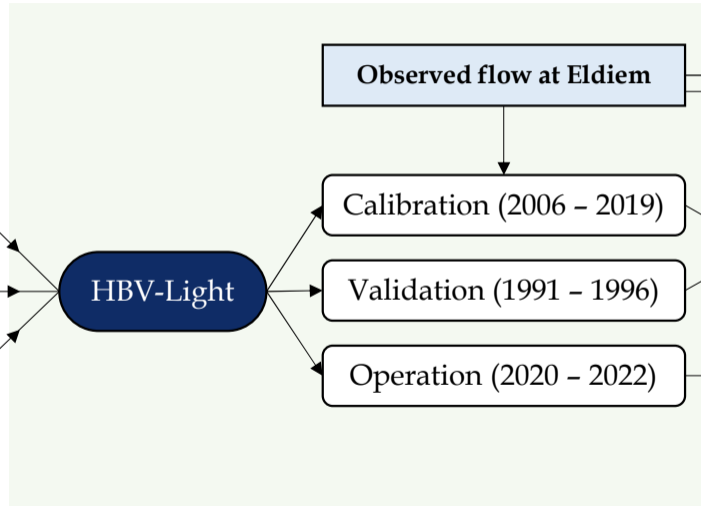 Observed flow at Eldiem
Calibration (2006 – 2019)
HBV-Light
Validation (1991 – 1996)
Operation (2020 – 2022)